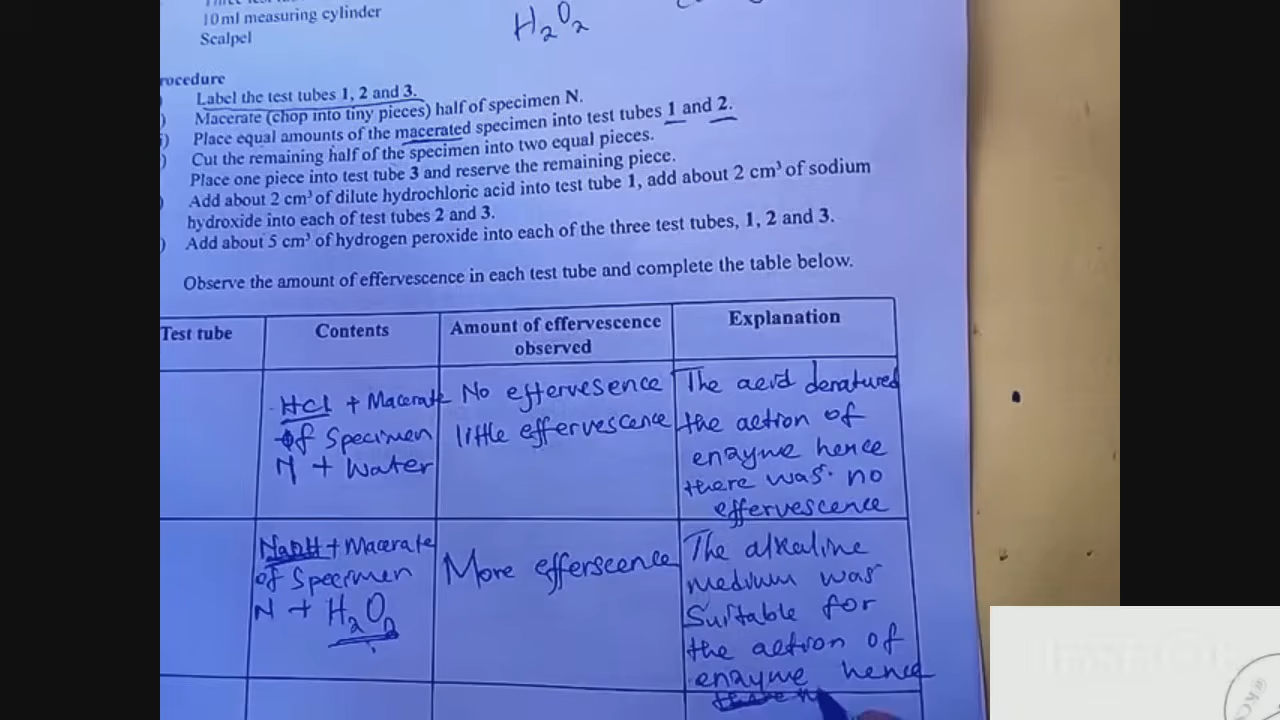 10ml measuring cylinder
Scalpel
H2O2
rocedure
Label the test tubes 1, 2 and 3.
Macerate (chop into tiny pieces) half of specimen N.
Place equal amounts of the macerated specimen into test tubes 1 and 2.
Cut the remaining half of the specimen into two equal pieces.
Place one piece into test tube 3 and reserve the remaining piece.
Add about 2 cm³ of dilute hydrochloric acid into test tube 1, add about 2 cm³ of sodium
hydroxide into each of test tubes 2 and 3.
Add about 5 cm³ of hydrogen peroxide into each of the three test tubes, 1, 2 and 3.
Observe the amount of effervescence in each test tube and complete the table below.
Test tube
Contents
Amount of effervescence
observed
Explanation
HCl + Macerate
of Specimen
N + Water
No effervesence
little effervescence
The acid denatured
the action of
enzyme hence
there was no
effervescence
NaOH + Macerate
of Specimen
N + H2O2
More efferscence
The alkaline
medium was
Suitable for
the action of
enzyme hence